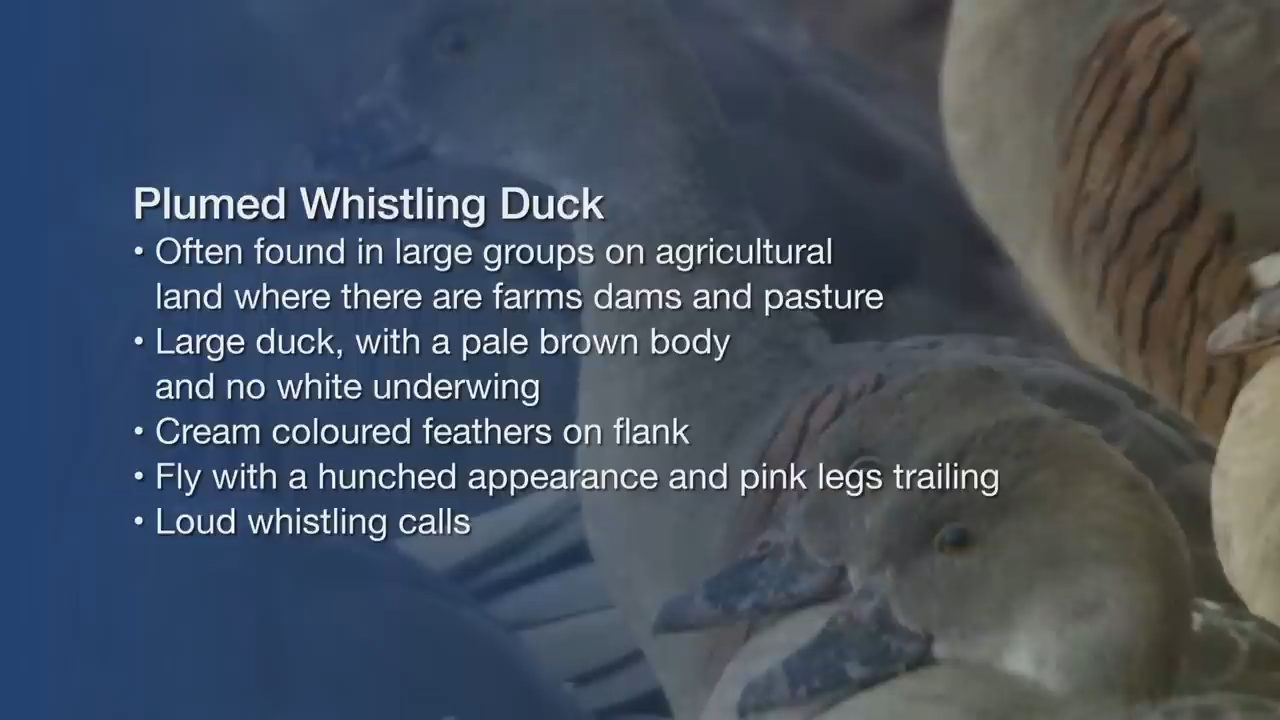 Plumed Whistling Duck
• Often found in large groups on agricultural
land where there are farms dams and pasture
• Large duck, with a pale brown body
and no white underwing
• Cream coloured feathers on flank
• Fly with a hunched appearance and pink legs trailing
• Loud whistling calls